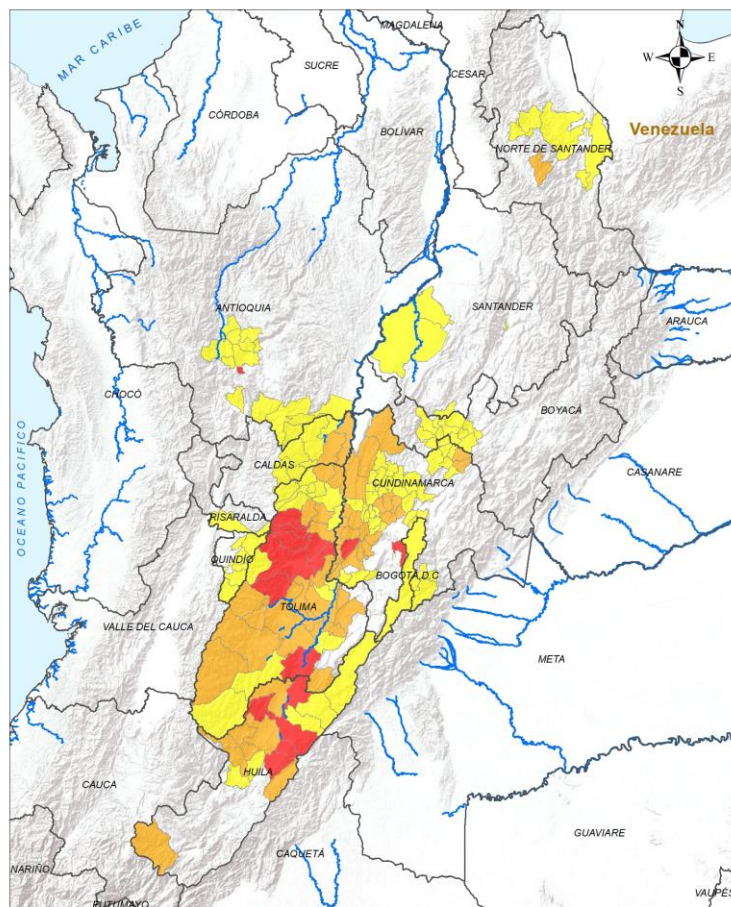 MAGDALENA
MAR CARIBE
SUCRE
N
W E
S
CESAR
CÓRDOBA
BOLÍVAR
Venezuela
NORTE DE SANTANDER
ANTIOQUIA
SANTANDER
ARAUCA
CHOCÓ
BOYACÁ
OCEANO PACIFICO
CALDAS
CUNDINAMARCA
CASANARE
RISARALDA
QUINDÍO
BOGOTÁ, D.C
TOLIMA
VALLE DEL CAUCA
META
HUILA
CAUCA
GUAVIARE
NARIÑO
CAQUETÁ
PUTUMAYO
VAUPÉS